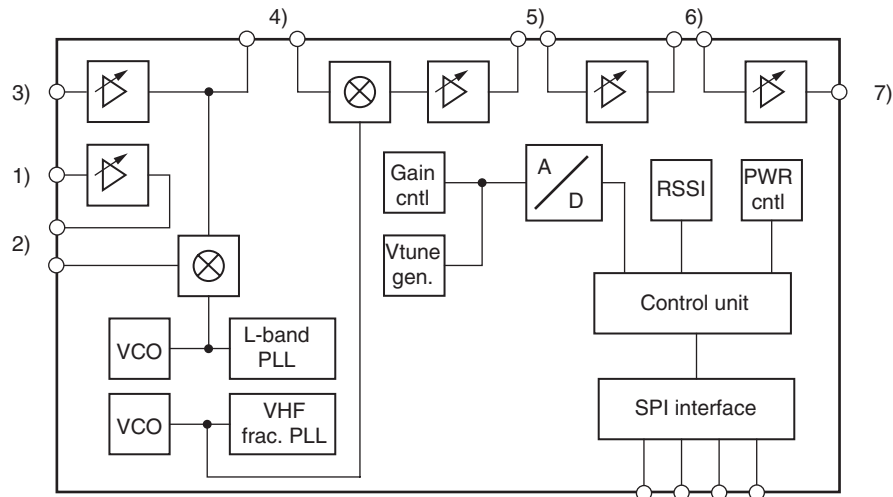 4)
5)
6)
3)
7)
1)
2)
Gain
cntl
A
D
RSSI
PWR
cntl
Vtune
gen.
Control unit
VCO
L-band
PLL
SPI interface
VCO
VHF
frac. PLL